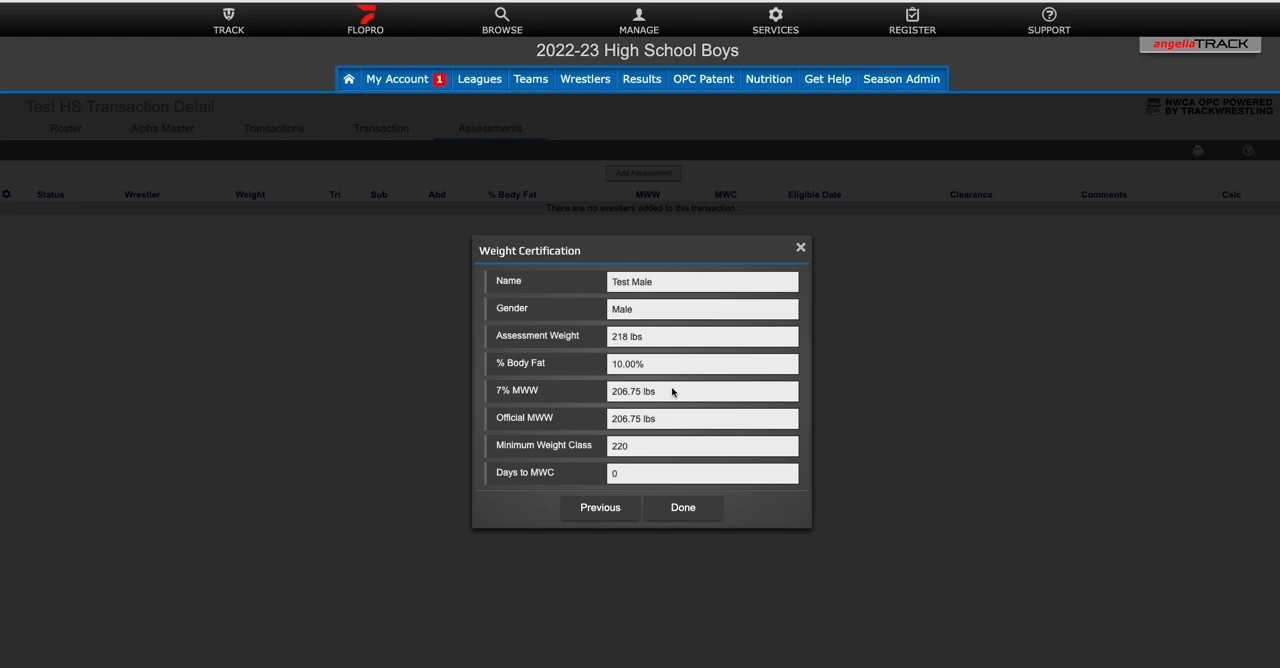 TRACK FLOPRO BROWSE MANAGE SERVICES REGISTER SUPPORT
2022-23 High School Boys
angeliaTRACK
My Account 1 Leagues Teams Wrestlers Results OPC Patent Nutrition Get Help Season Admin
Test HS Transaction Detail
NWCA OPC POWERED
BY TRACKWRESTLING
Roster Alpha Master Transactions Transaction Assessments
Add Assessment
Status Wrestler Weight Tri Sub Abd % Body Fat MWW MWC Eligible Date Clearance Comments Calc
There are no wrestlers added to this transaction.
Weight Certification
Name Test Male
Gender Male
Assessment Weight 218 lbs
% Body Fat 10.00%
7% MWW 206.75 lbs
Official MWW 206.75 lbs
Minimum Weight Class 220
Days to MWC 0
Previous Done